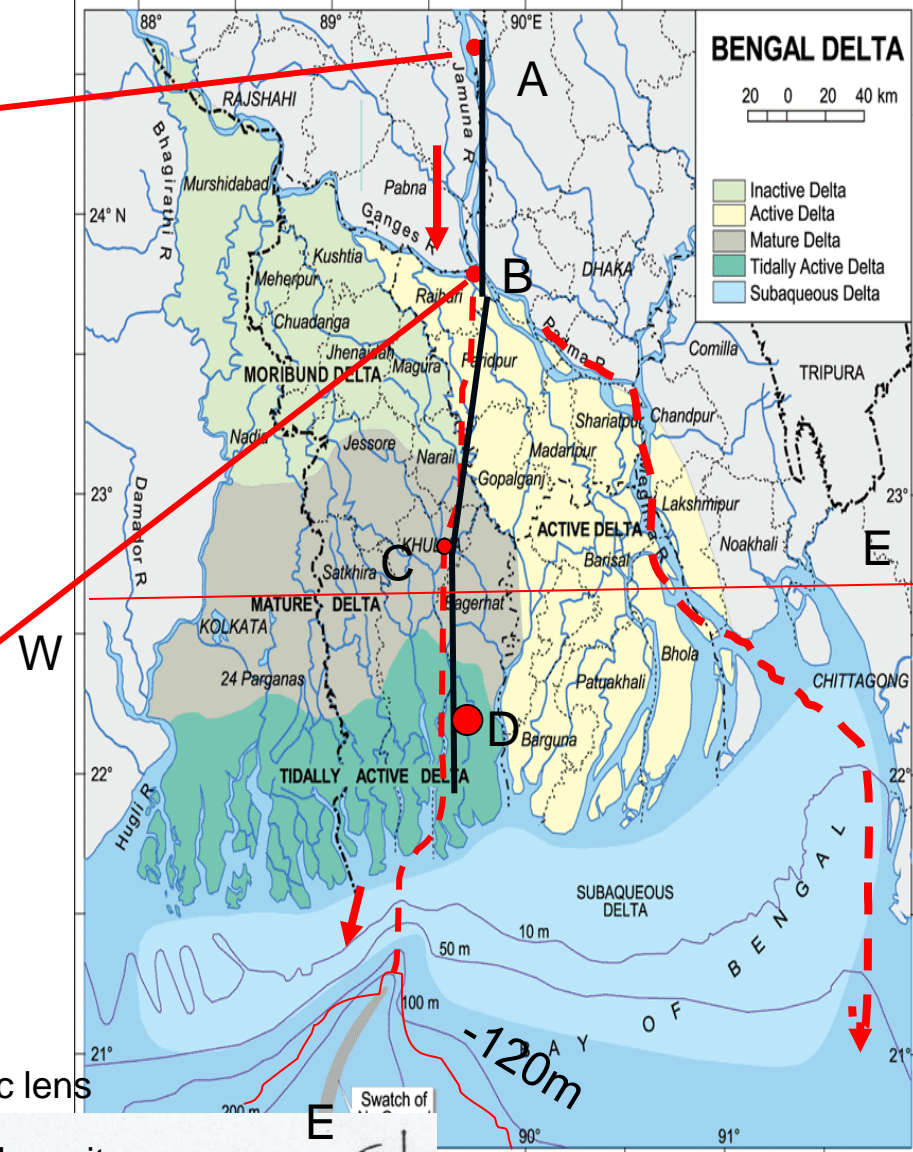 88°
89°
90°E
BENGAL DELTA
20 0 20 40 km
Inactive Delta
Active Delta
Mature Delta
Tidally Active Delta
Subaqueous Delta
A
Jamuna R
RAJSHAHI
Bhagirathi R
Murshidabad
Pabna
24° N
Ganges R
Kushtia
DHAKA
Meherpur
B
Rajbari
Chuadanga
Padma R
Jhenaidah
Comilla
MORIBUND DELTA
Magura
Faridpur
TRIPURA
Nadia
Jessore
Shariatpur
Chandpur
Narail
Madaripur
Gopalganj
23°
23°
Damador R
Meghna R
Lakshmipur
ACTIVE DELTA
Noakhali
E
C
KHULNA
Satkhira
Barisal
MATURE DELTA
Bagerhat
KOLKATA
W
Bhola
24 Parganas
Patuakhali
CHITTAGONG
D
Barguna
22°
22°
TIDALLY ACTIVE DELTA
Hugli R
SUBAQUEOUS
DELTA
10 m
50 m
100 m
BAY OF BENGAL
-120m
21°
21°
c lens
200 m
Swatch of
E
90°
91°